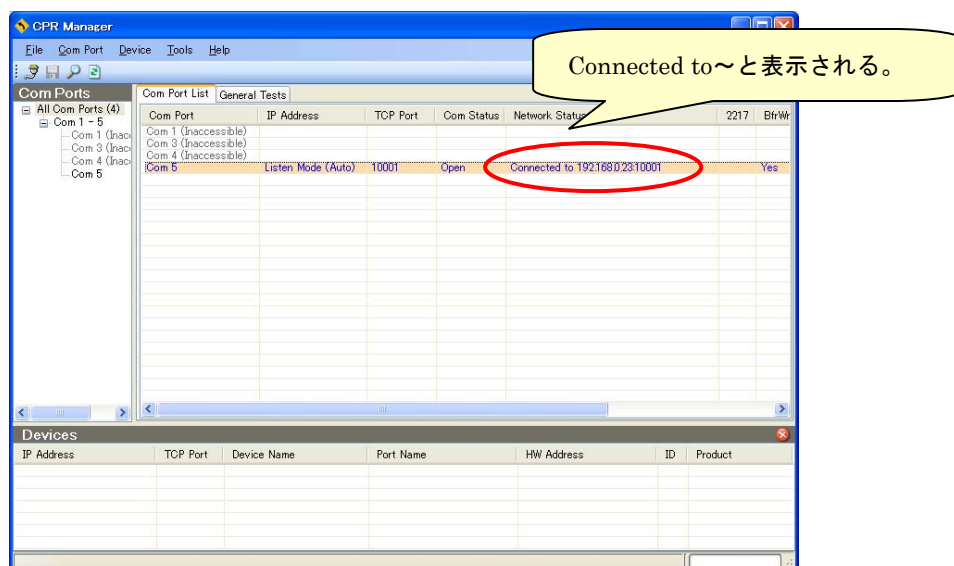 CPR Manager
File Com Port Device Tools Help
Connected to～と表示される。
Com Ports
All Com Ports (4)
Com 1 - 5
Com 1 (Inac
Com 3 (Inac
Com 4 (Inac
Com 5
Com Port List General Tests
Com Port IP Address TCP Port Com Status Network Status 2217 BfrWr
Com 1 (Inaccessible)
Com 3 (Inaccessible)
Com 4 (Inaccessible)
Com 5 Listen Mode (Auto) 10001 Open Connected to 192.168.0.23:10001 Yes
Devices
IP Address TCP Port Device Name Port Name HW Address ID Product